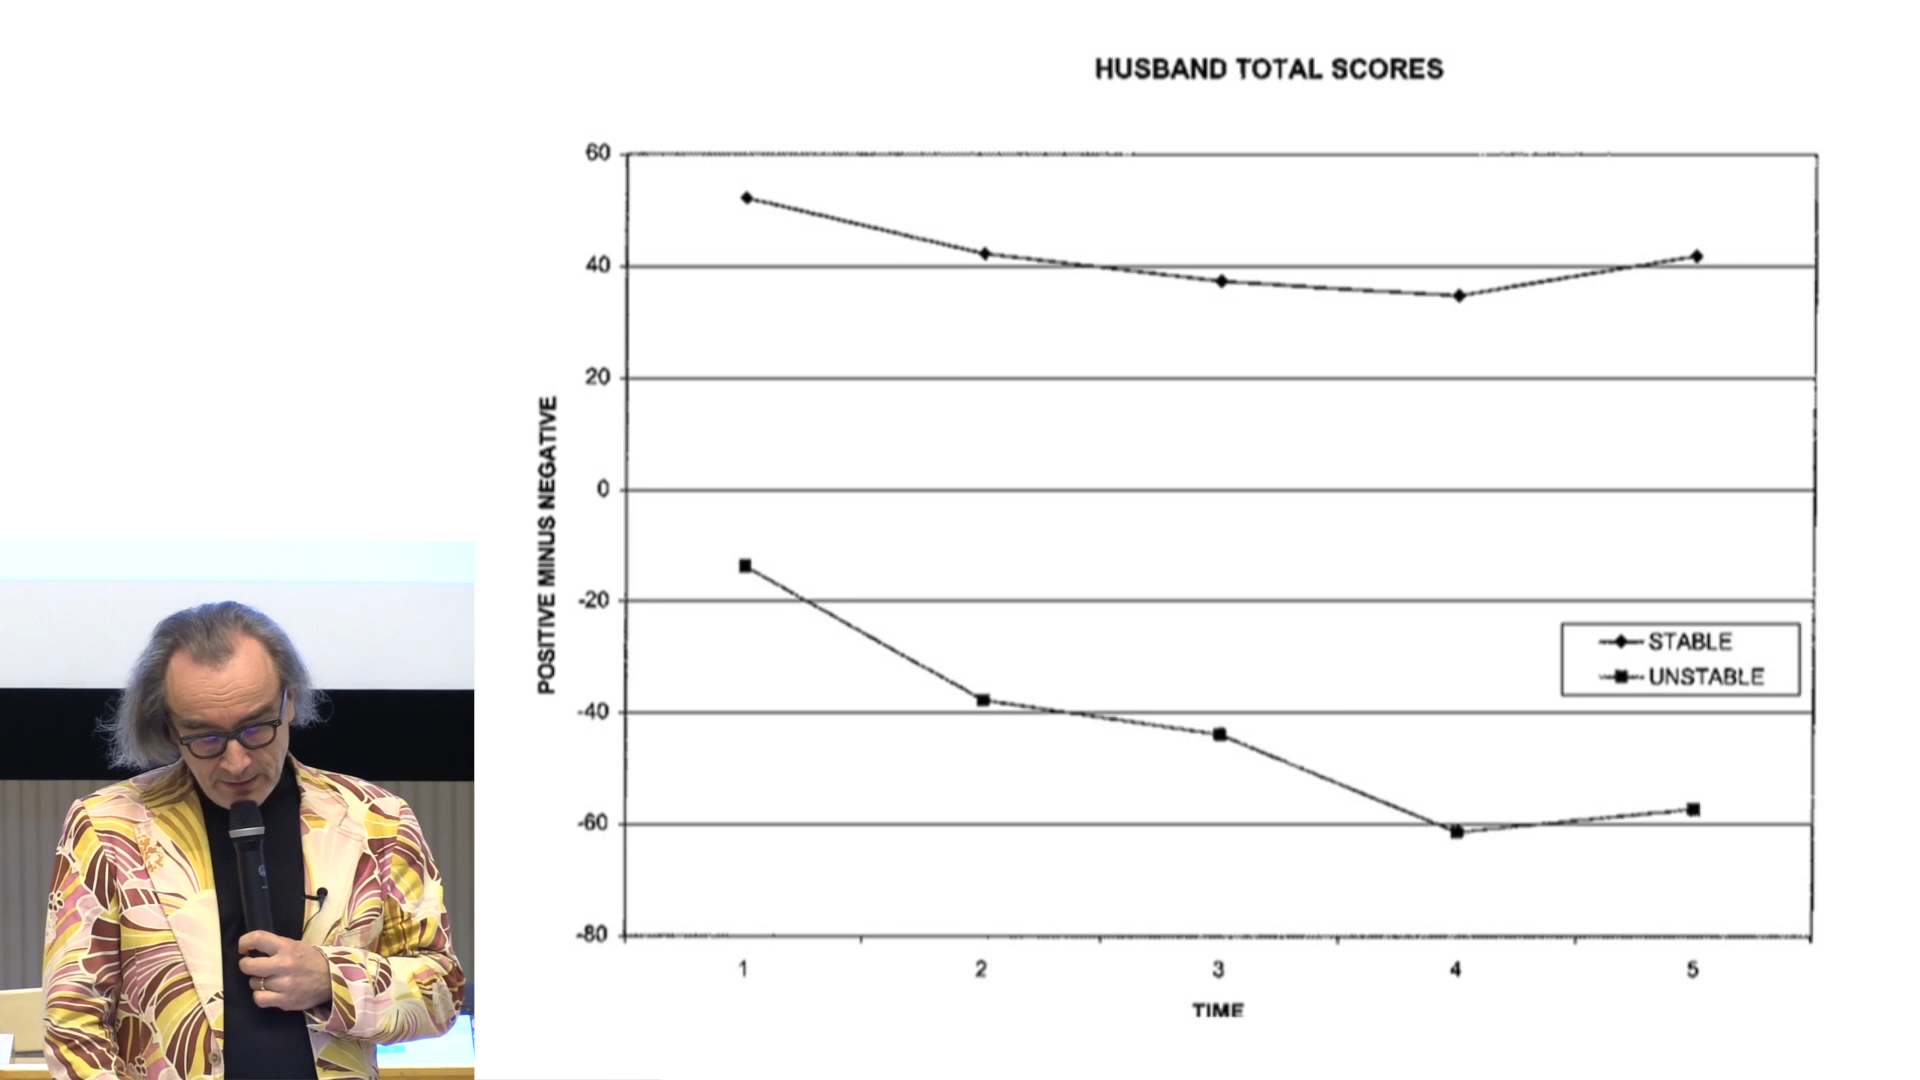 HUSBAND TOTAL SCORES
60
40
20
0
-20
-40
-60
-80
POSITIVE MINUS NEGATIVE
STABLE
UNSTABLE
1 2 3 4 5
TIME